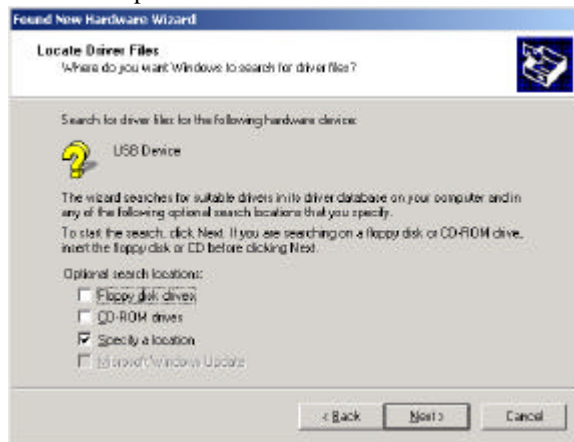 Found New Hardware Wizard
Locate Driver Files
Where do you want Windows to search for driver files?
Search for driver files for the following hardware device:
USB Device
The wizard searches for suitable drivers in its driver database on your computer and in
any of the following optional search locations that you specify.
To start the search, click Next. If you are searching on a floppy disk or CD-ROM drive,
insert the floppy disk or CD before clicking Next.
Optional search locations:
Floppy disk drives
CD-ROM drives
Specify a location
Microsoft Windows Update
< Back
Next >
Cancel